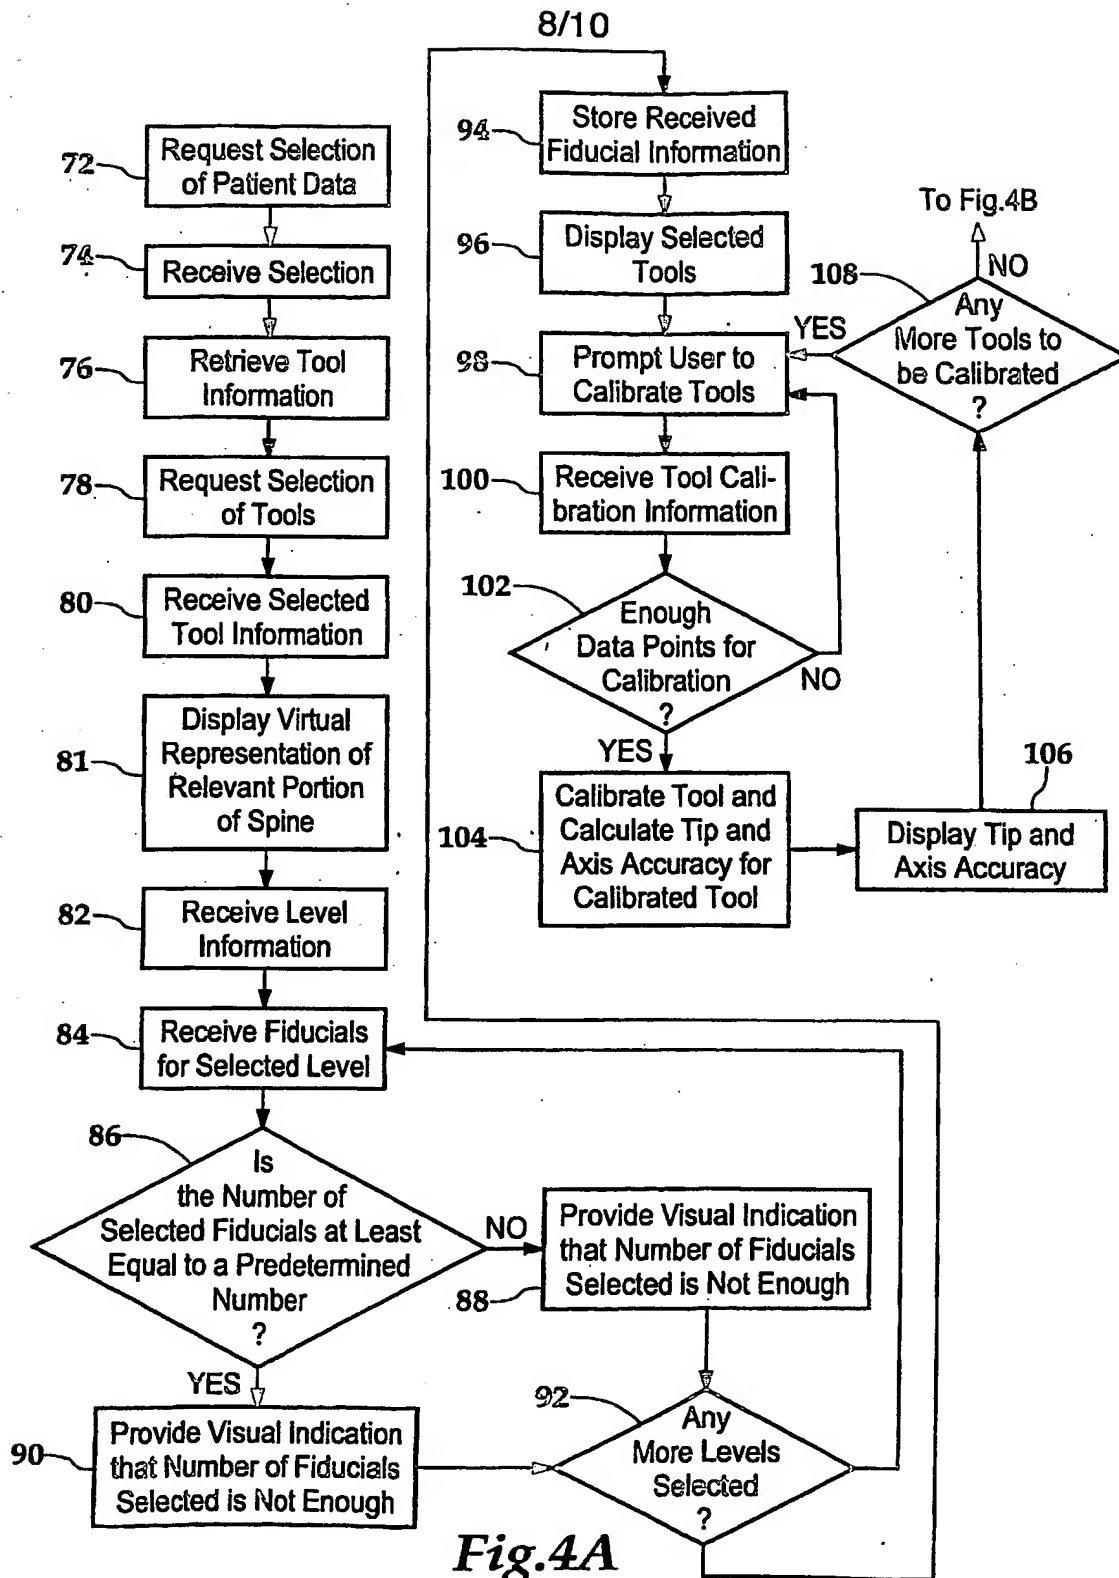 8/10
72
Request Selection
of Patient Data
74
Receive Selection
76
Retrieve Tool
Information
78
Request Selection
of Tools
80
Receive Selected
Tool Information
81
Display Virtual
Representation of
Relevant Portion
of Spine
82
Receive Level
Information
84
Receive Fiducials
for Selected Level
86
Is
the Number of
Selected Fiducials at Least
Equal to a Predetermined
Number
?
NO
YES
88
Provide Visual Indication
that Number of Fiducials
Selected is Not Enough
90
Provide Visual Indication
that Number of Fiducials
Selected is Not Enough
92
Any
More Levels
Selected
?
94
Store Received
Fiducial Information
96
Display Selected
Tools
98
Prompt User to
Calibrate Tools
100
Receive Tool Cali-
bration Information
102
Enough
Data Points for
Calibration
?
NO
YES
104
Calibrate Tool and
Calculate Tip and
Axis Accuracy for
Calibrated Tool
106
Display Tip and
Axis Accuracy
108
Any
More Tools to
be Calibrated
?
YES
NO
To Fig.4B
Fig.4A